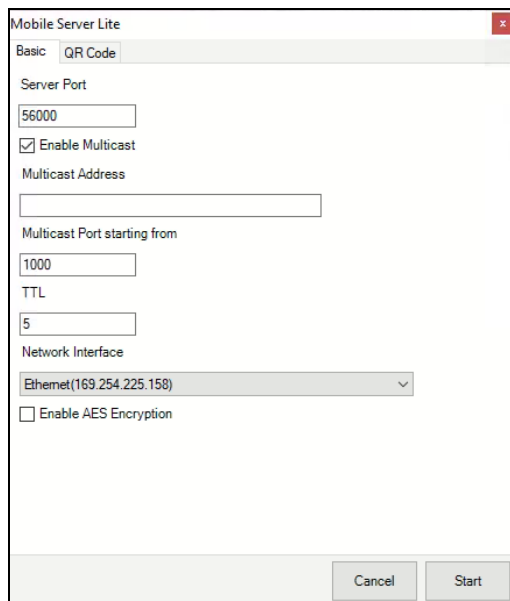 Mobile Server Lite
x
Basic QR Code
Server Port
56000
Enable Multicast
Multicast Address
Multicast Port starting from
1000
TTL
5
Network Interface
Ethernet(169.254.225.158)
Enable AES Encryption
Cancel Start